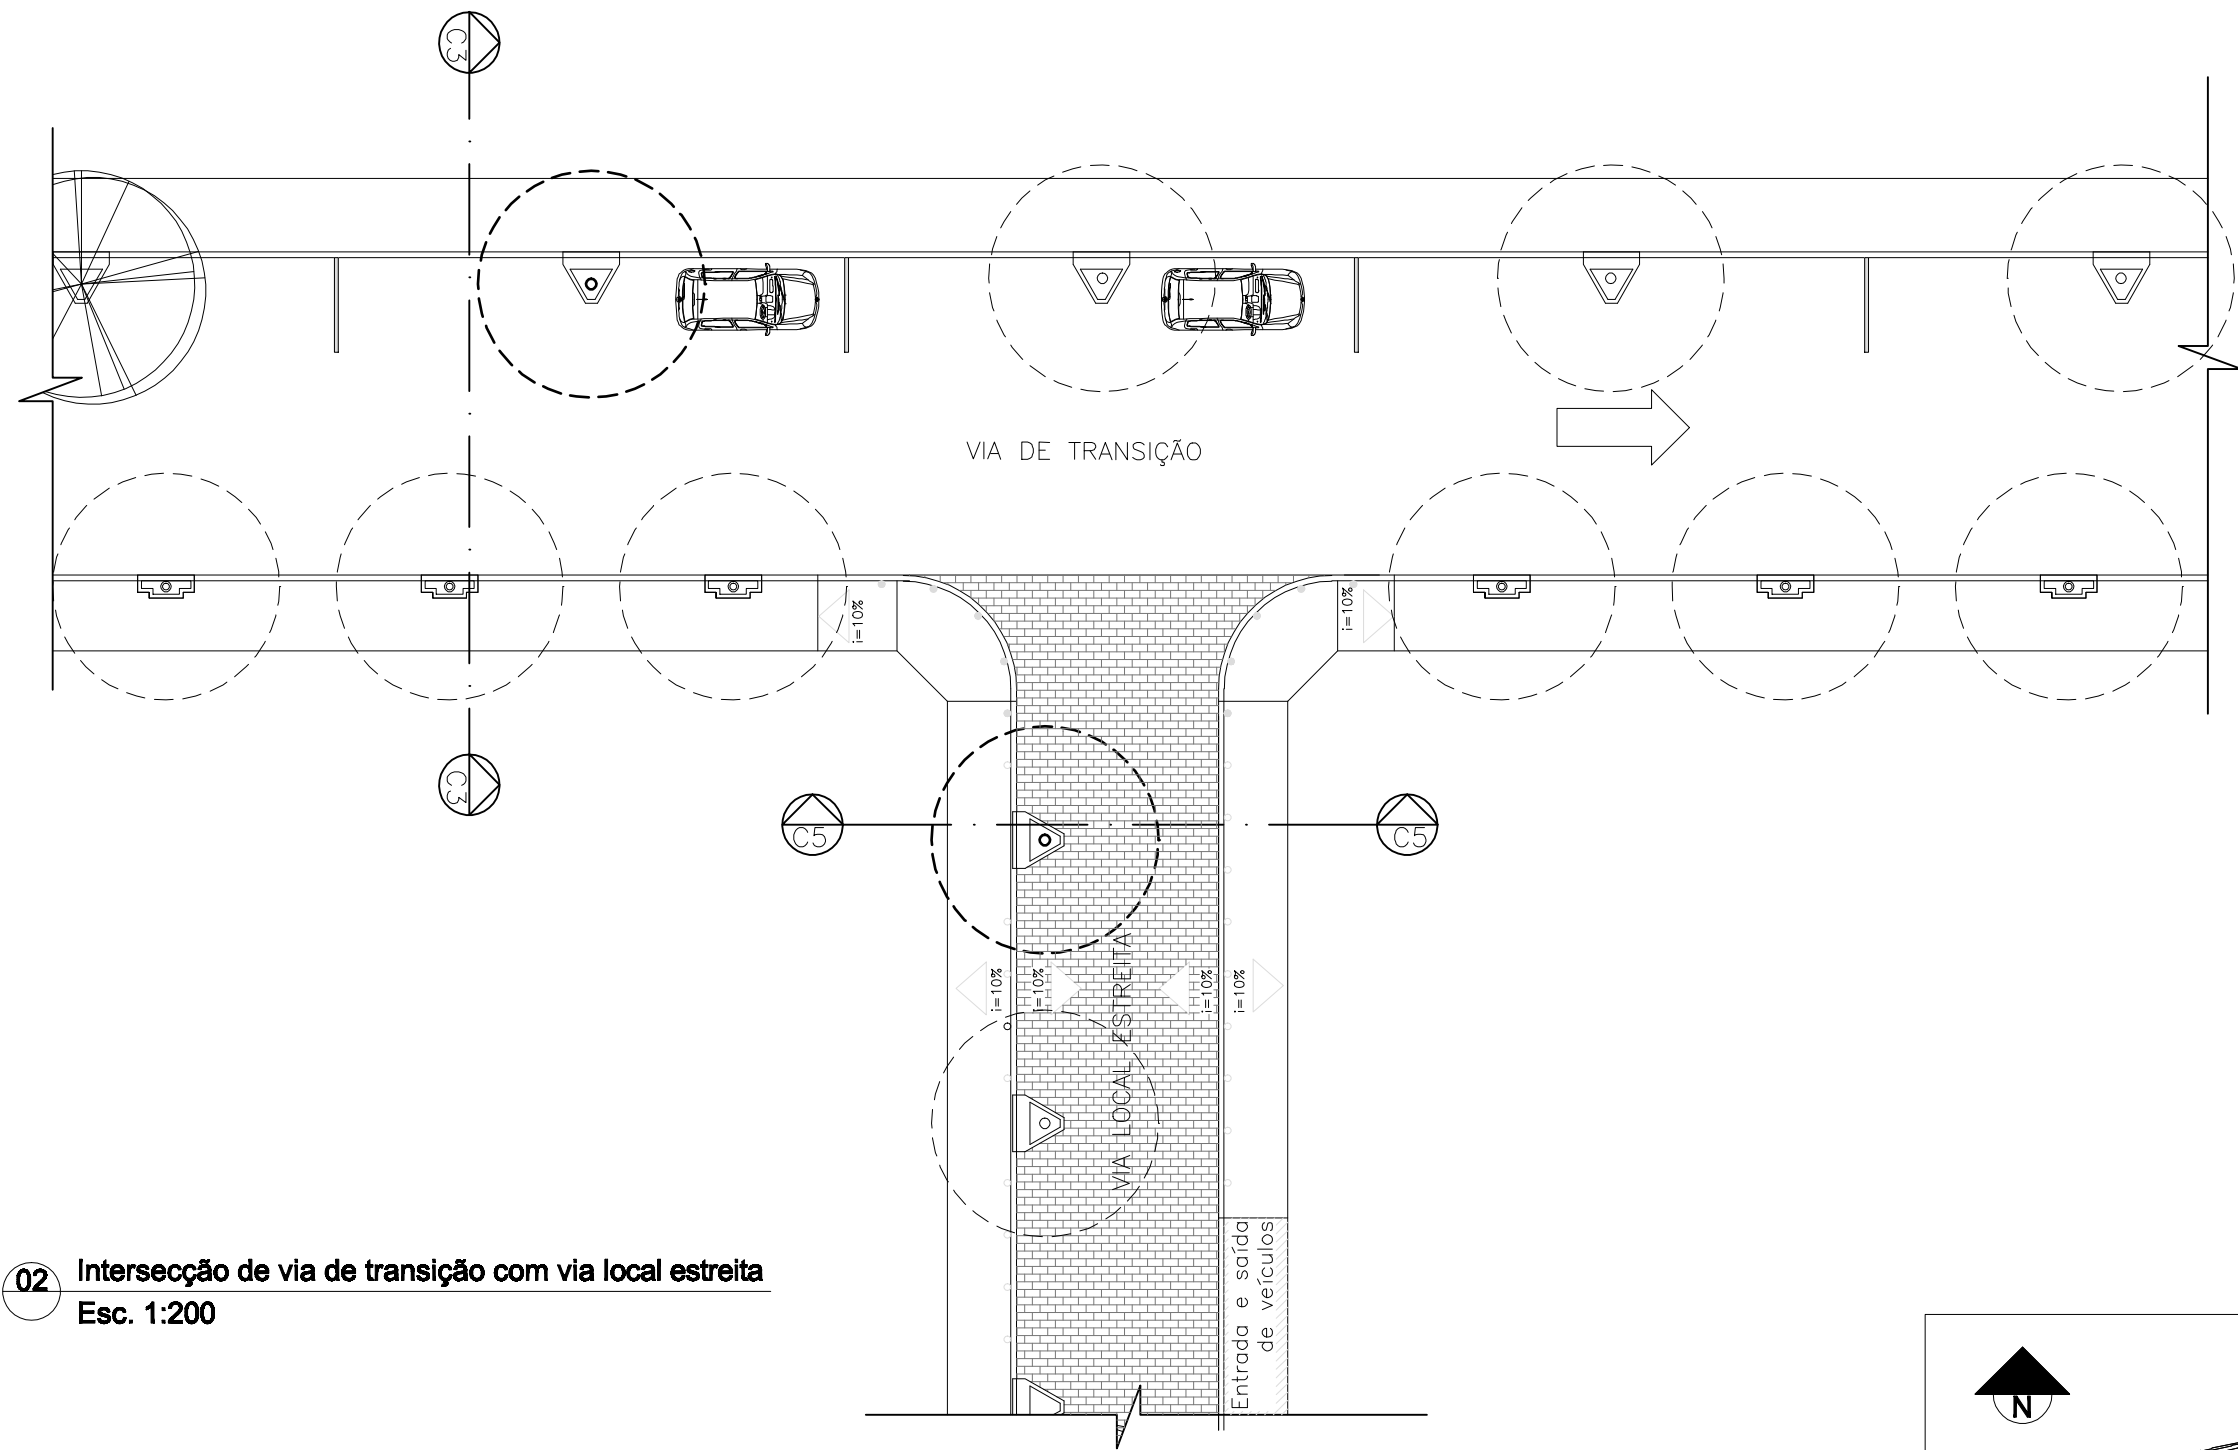 C3
VIA DE TRANSIÇÃO
i=10%
i=10%
C3
C5
C5
i=10%
i=10%
i=10%
i=10%
VIA LOCAL ESTREITA
Entrada e saída
de veículos
02
Intersecção de via de transição com via local estreita
Esc. 1:200
N